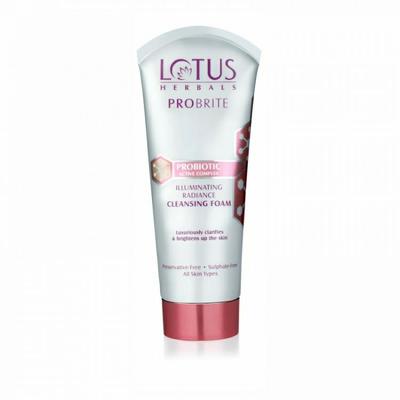 LOTUS
HERBALS
PROBRITE
PROBIOTIC
ACTIVE COMPLEX
ILLUMINATING
RADIANCE
CLEANSING FOAM
Luxuriously clarifies
& brightens up the skin
Preservative Free • Sulphate Free
All Skin Types